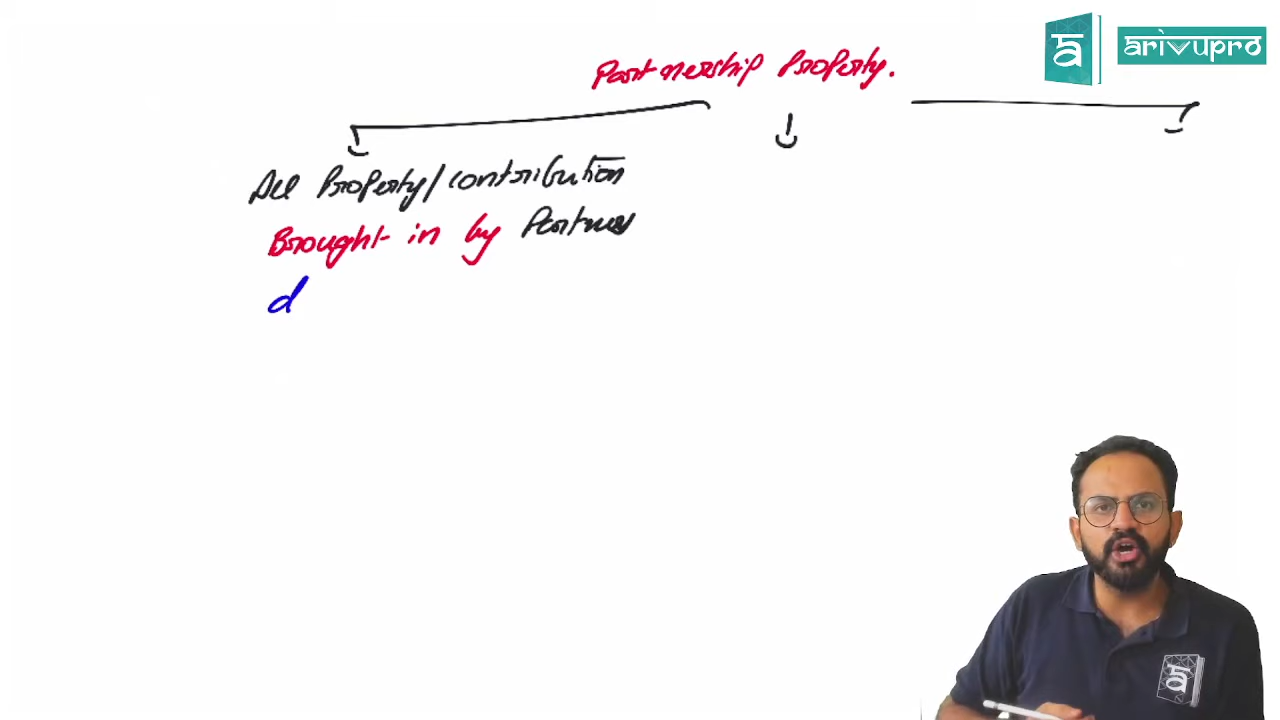 Partnership Property.
arivupro
All Property/contribution
Brought in by Partners
d